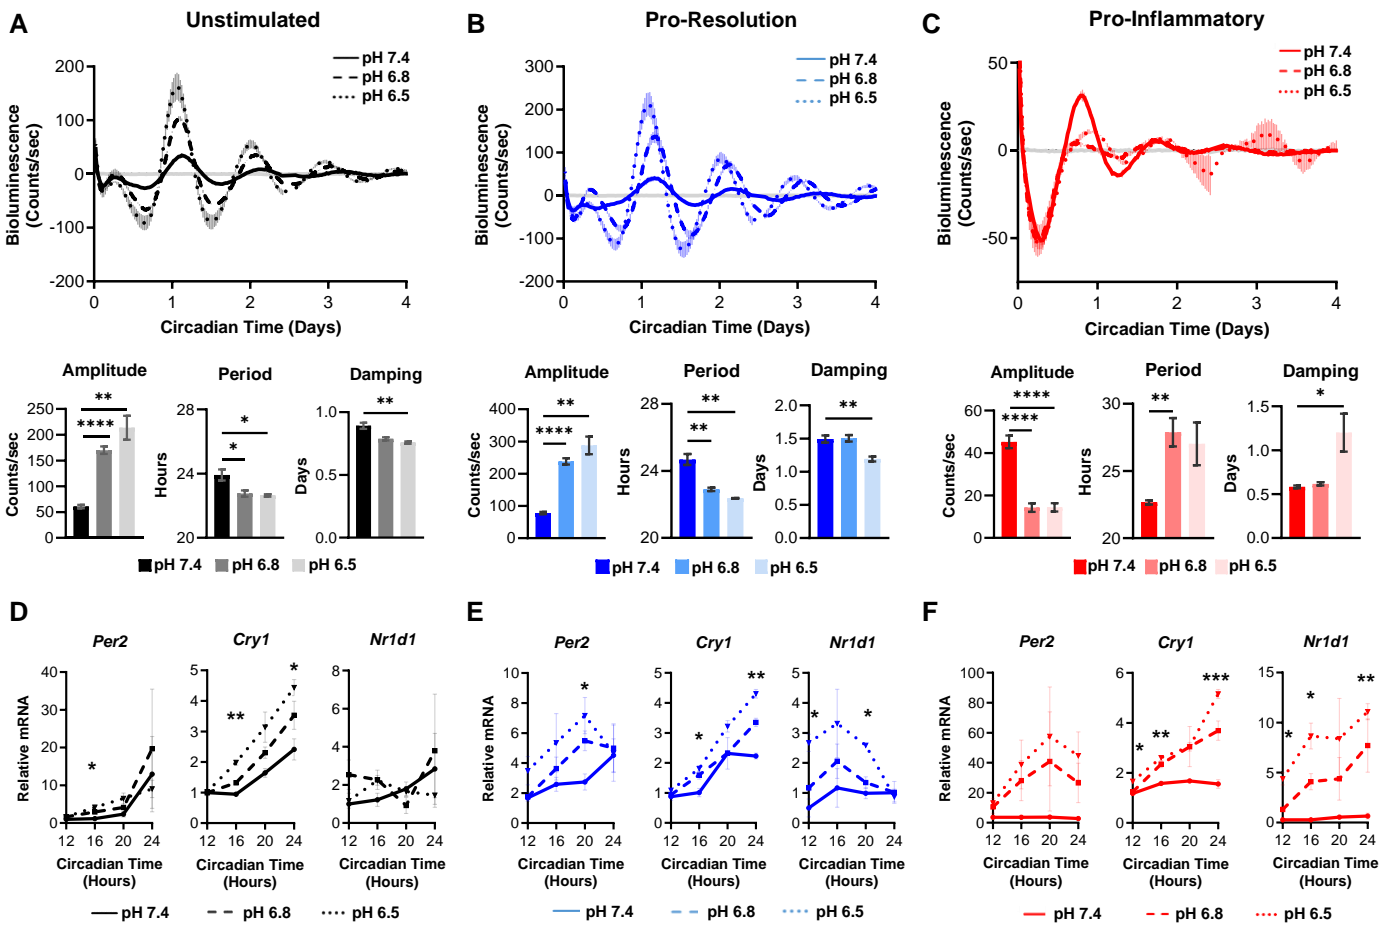 A
Unstimulated
B
Pro-Resolution
C
Pro-Inflammatory
pH 7.4
pH 6.8
pH 6.5
200
100
0
-100
-200
Bioluminescence
(Counts/sec)
0
1
2
3
4
Circadian Time (Days)
pH 7.4
pH 6.8
pH 6.5
300
200
100
0
-100
-200
Bioluminescence
(Counts/sec)
0
1
2
3
4
Circadian Time (Days)
pH 7.4
pH 6.8
pH 6.5
50
0
-50
Bioluminescence
(Counts/sec)
0
1
2
3
4
Circadian Time (Days)
Amplitude
Counts/sec
250
200
150
100
50
0
**
****
Period
Hours
28
24
20
*
*
Damping
Days
1.0
0.5
0.0
**
pH 7.4 pH 6.8 pH 6.5
Amplitude
Counts/sec
400
300
200
100
0
**
****
Period
Hours
28
24
20
**
**
Damping
Days
2.0
1.5
1.0
0.5
0.0
**
pH 7.4 pH 6.8 pH 6.5
Amplitude
Counts/sec
60
40
20
0
****
****
Period
Hours
30
25
20
**
Damping
Days
1.5
1.0
0.5
0.0
*
pH 7.4 pH 6.8 pH 6.5
D
Per2
Relative mRNA
40
30
20
10
0
*
12 16 20 24
Circadian Time
(Hours)
Cry1
5
4
3
2
1
0
**
*
12 16 20 24
Circadian Time
(Hours)
Nr1d1
8
6
4
2
0
12 16 20 24
Circadian Time
(Hours)
pH 7.4 pH 6.8 pH 6.5
E
Per2
Relative mRNA
10
8
6
4
2
0
*
12 16 20 24
Circadian Time
(Hours)
Cry1
5
4
3
2
1
0
*
**
12 16 20 24
Circadian Time
(Hours)
Nr1d1
5
4
3
2
1
0
*
*
12 16 20 24
Circadian Time
(Hours)
pH 7.4 pH 6.8 pH 6.5
F
Per2
Relative mRNA
100
80
60
40
20
0
12 16 20 24
Circadian Time
(Hours)
Cry1
6
4
2
0
*
**
***
12 16 20 24
Circadian Time
(Hours)
Nr1d1
15
10
5
0
*
*
**
12 16 20 24
Circadian Time
(Hours)
pH 7.4 pH 6.8 pH 6.5